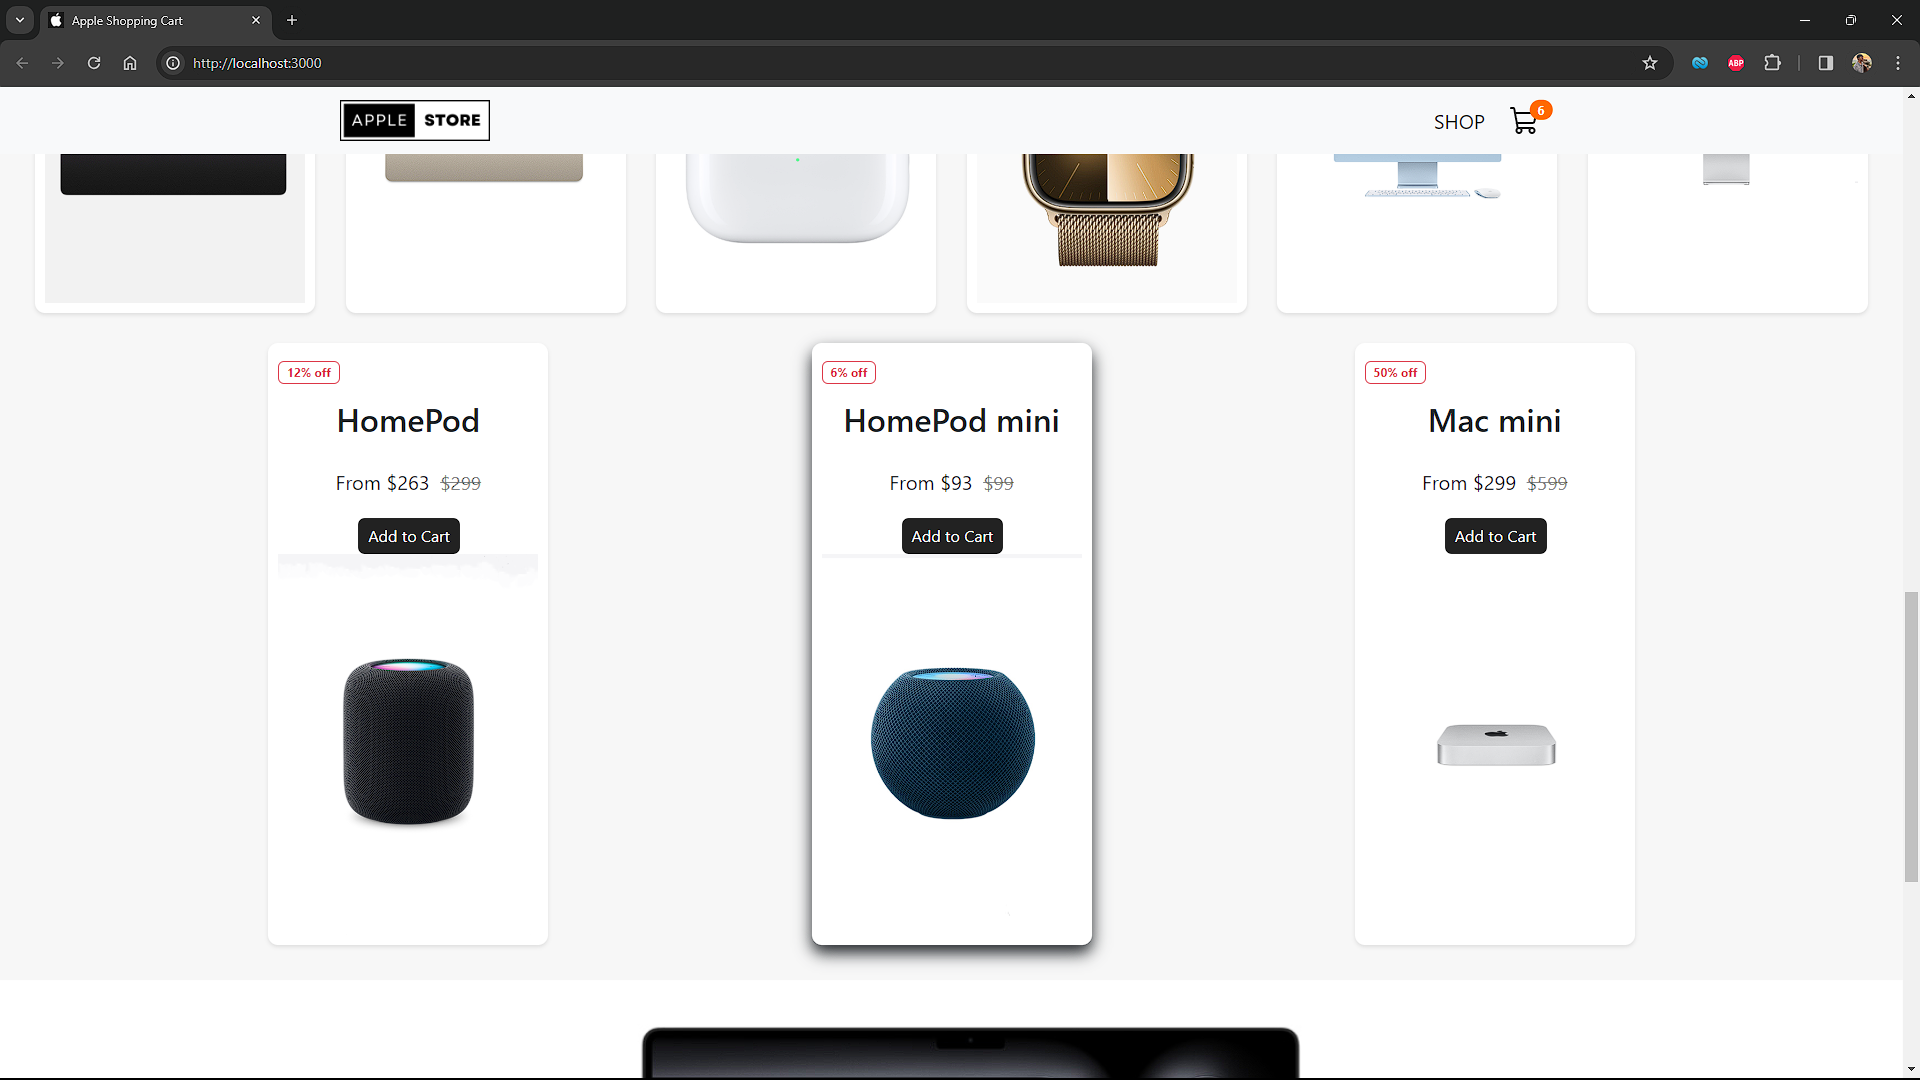 Apple Shopping Cart
http://localhost:3000
ABP
APPLE STORE
SHOP
6
12% off
HomePod
From $263 $299
Add to Cart
6% off
HomePod mini
From $93 $99
Add to Cart
50% off
Mac mini
From $299 $599
Add to Cart